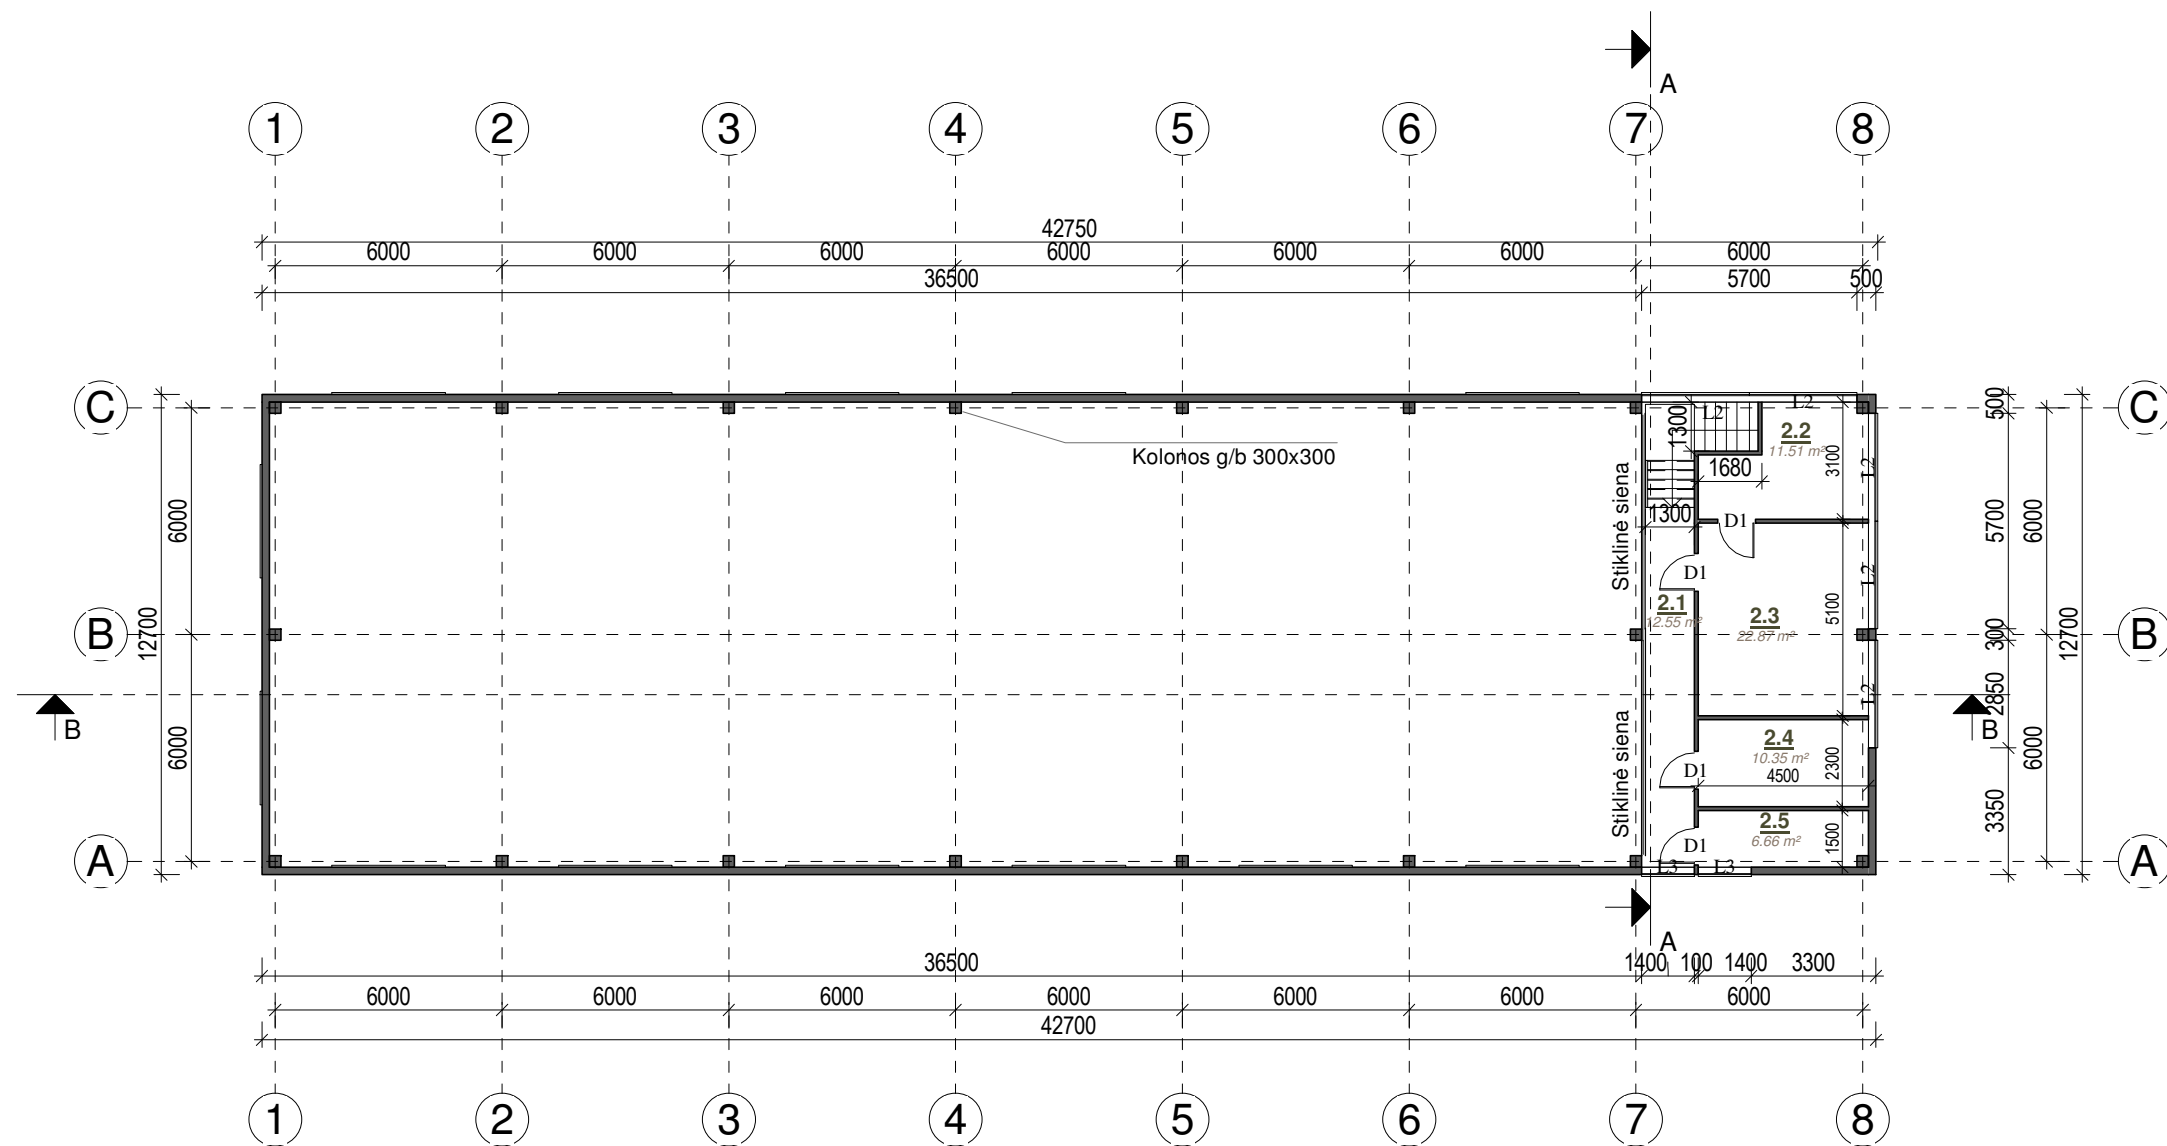 A
1 2 3 4 5 6 7 8
42750
6000 6000 6000 6000 6000 6000 6000
36500 5700 500
C
C
L2 L2
1300
2.2
11.51 m²
3100
L2
1680
Kolonos g/b 300x300
Stiklinė siena
1300
D1
500
5700
6000
6000
12700
D1
L2
2.1
12.55 m²
2.3
22.87 m²
5100
B
12700
300
12700
B
L2
2850
B
B
Stiklinė siena
2.4
10.35 m²
2300
D1
4500
6000
6000
3350
2.5
6.66 m²
1500
D1
A
L3 L3
A
A
36500 1400 100 1400 3300
6000 6000 6000 6000 6000 6000 6000
42700
1 2 3 4 5 6 7 8